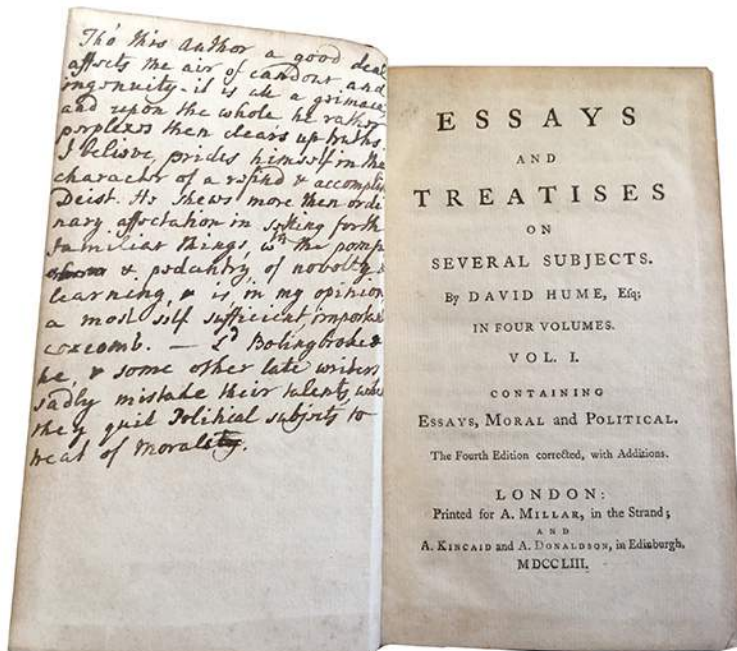 Tho' this author a good deal
affects the air of candour and
ingenuity - it is all a grimace,
and upon the whole he rather
perplexes then clears up truths.
I believe, prides himself in the
character of a refind & accomplish
Deist. He shews more then ordi
nary affectation in setting forth
familiar things, wth the pomp
& pedantry, of novelty &
learning, & is, in my opinion
a most self sufficient, important
coxcomb. — Ld Bolingbroke &
he, & some other late writers
sadly mistake their talents, when
they quit Political subjects to
treat of Morality.
ESSAYS
AND
TREATISES
ON
SEVERAL SUBJECTS.
By DAVID HUME, Esq;
IN FOUR VOLUMES.
VOL. I.
CONTAINING
ESSAYS, MORAL and POLITICAL.
The Fourth Edition corrected, with Additions.
LONDON:
Printed for A. MILLAR, in the Strand;
AND
A. KINCAID and A. DONALDSON, in Edinburgh.
MDCCLIII.